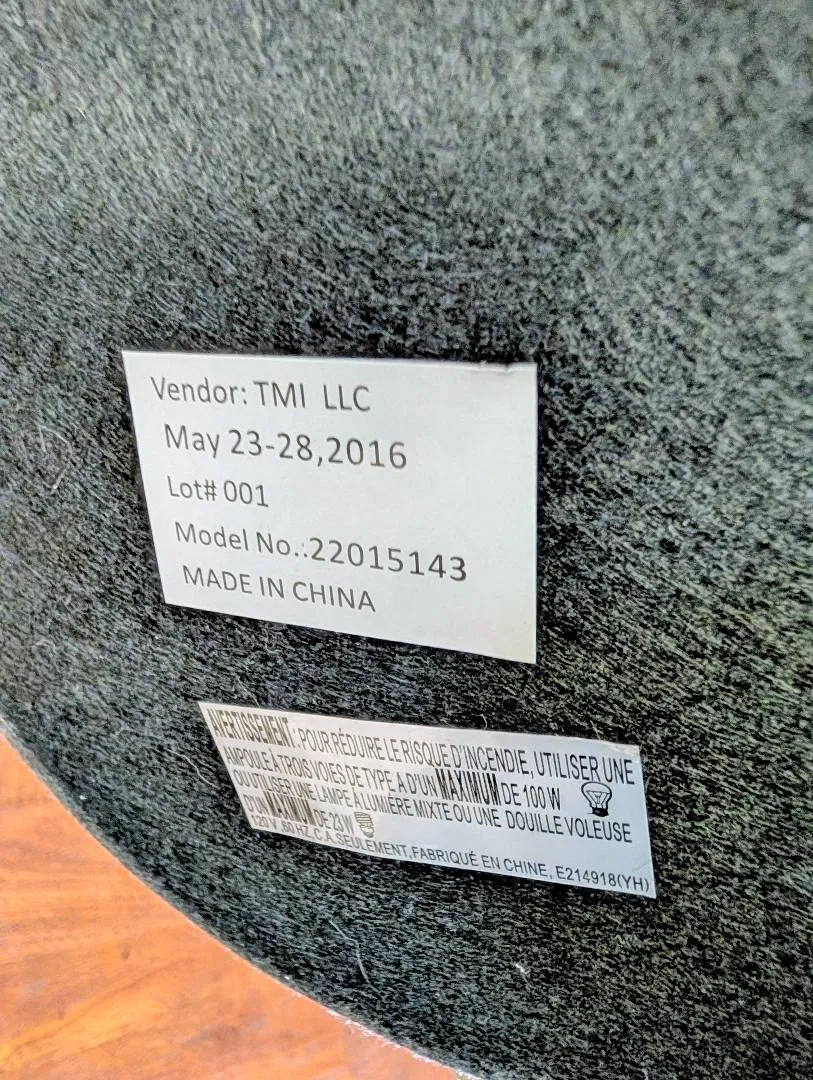 Vendor: TMI LLC
May 23-28,2016
Lot# 001
Model No.:22015143
MADE IN CHINA
AVERTISSEMENT : POUR RÉDUIRE LE RISQUE D'INCENDIE, UTILISER UNE
AMPOULE À TROIS VOIES DE TYPE A D'UN MAXIMUM DE 100 W
OU UTILISER UNE LAMPE A LUMIÈRE MIXTE OU UNE DOUILLE VOLEUSE
D'UN MAXIMUM DE 23W
120 V ,60 HZ, C.A.SEULEMENT,FABRIQUÉ EN CHINE, E214918(YH)